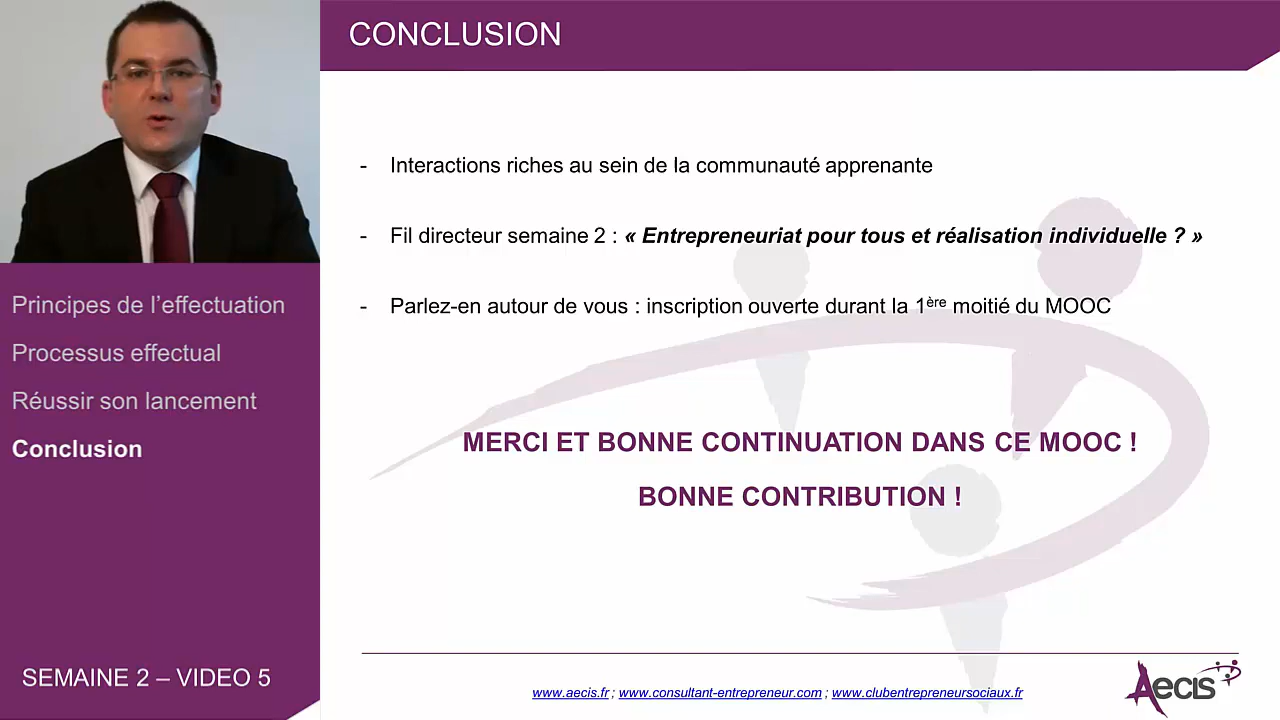 CONCLUSION
- Interactions riches au sein de la communauté apprenante
- Fil directeur semaine 2 : « Entrepreneuriat pour tous et réalisation individuelle ? »
- Parlez-en autour de vous : inscription ouverte durant la 1ère moitié du MOOC
MERCI ET BONNE CONTINUATION DANS CE MOOC !
BONNE CONTRIBUTION !
Principes de l’effectuation
Processus effectual
Réussir son lancement
Conclusion
SEMAINE 2 – VIDEO 5
www.aecis.fr ; www.consultant-entrepreneur.com ; www.clubentrepreneursociaux.fr
Aecis